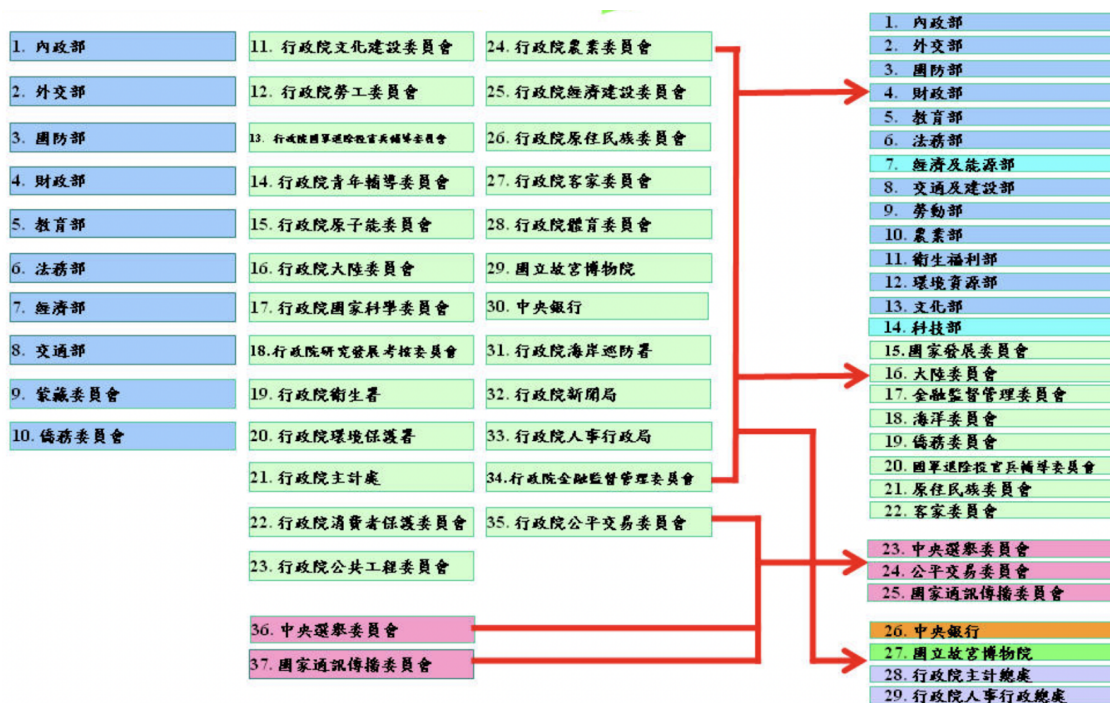 1. 內政部
2. 外交部
3. 國防部
4. 財政部
5. 教育部
6. 法務部
7. 經濟部
8. 交通部
9. 蒙藏委員會
10. 僑務委員會
11. 行政院文化建設委員會
12. 行政院勞工委員會
13. 行政院國軍退除役官兵輔導委員會
14. 行政院青年輔導委員會
15. 行政院原子能委員會
16. 行政院大陸委員會
17. 行政院國家科學委員會
18.行政院研究發展考核委員會
19. 行政院衛生署
20. 行政院環境保護署
21. 行政院主計處
22. 行政院消費者保護委員會
23. 行政院公共工程委員會
24. 行政院農業委員會
25. 行政院經濟建設委員會
26. 行政院原住民族委員會
27. 行政院客家委員會
28. 行政院體育委員會
29. 國立故宮博物院
30. 中央銀行
31. 行政院海岸巡防署
32. 行政院新聞局
33. 行政院人事行政局
34.行政院金融監督管理委員會
35. 行政院公平交易委員會
36. 中央選舉委員會
37. 國家通訊傳播委員會
1. 內政部
2. 外交部
3. 國防部
4. 財政部
5. 教育部
6. 法務部
7. 經濟及能源部
8. 交通及建設部
9. 勞動部
10. 農業部
11. 衛生福利部
12. 環境資源部
13. 文化部
14. 科技部
15.國家發展委員會
16. 大陸委員會
17. 金融監督管理委員會
18. 海洋委員會
19. 僑務委員會
20. 國軍退除役官兵輔導委員會
21. 原住民族委員會
22. 客家委員會
23. 中央選舉委員會
24. 公平交易委員會
25. 國家通訊傳播委員會
26. 中央銀行
27. 國立故宮博物院
28. 行政院主計總處
29. 行政院人事行政總處